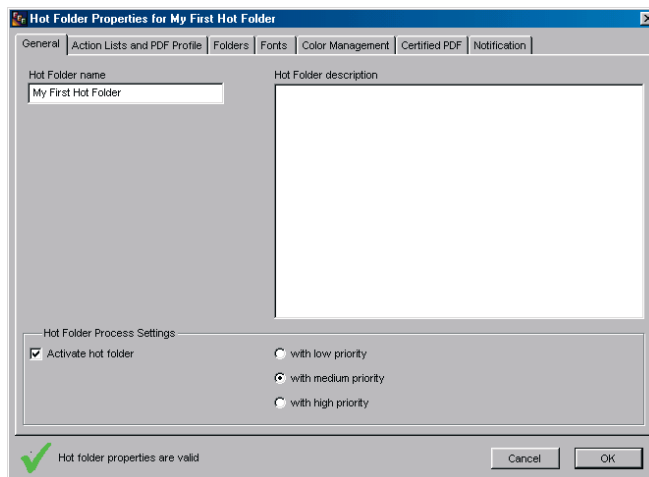 Hot Folder Properties for My First Hot Folder
General
Action Lists and PDF Profile
Folders
Fonts
Color Management
Certified PDF
Notification
Hot Folder name
Hot Folder description
My First Hot Folder
Hot Folder Process Settings
Activate hot folder
with low priority
with medium priority
with high priority
Hot folder properties are valid
Cancel
OK